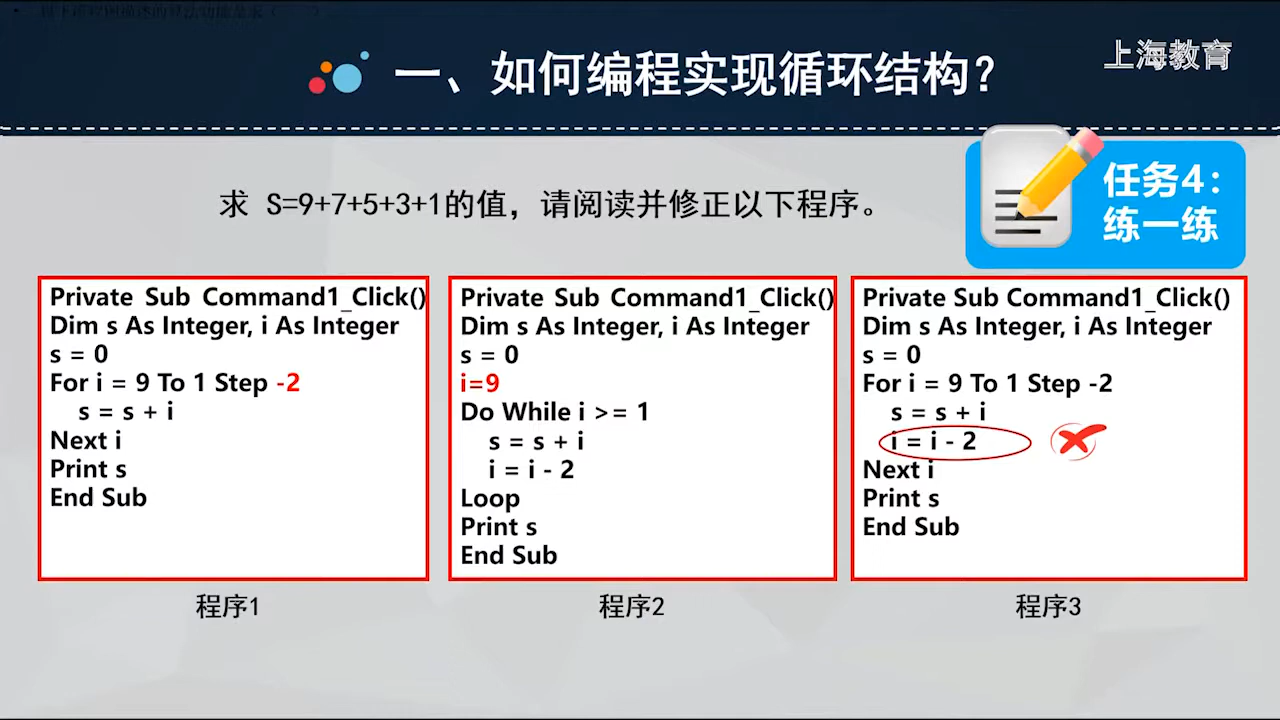 一、如何编程实现循环结构？
上海教育
任务4：
练一练
求 S=9+7+5+3+1的值，请阅读并修正以下程序。
Private Sub Command1_Click()
Dim s As Integer, i As Integer
s = 0
For i = 9 To 1 Step -2
s = s + i
Next i
Print s
End Sub
程序1
Private Sub Command1_Click()
Dim s As Integer, i As Integer
s = 0
i=9
Do While i >= 1
s = s + i
i = i - 2
Loop
Print s
End Sub
程序2
Private Sub Command1_Click()
Dim s As Integer, i As Integer
s = 0
For i = 9 To 1 Step -2
s = s + i
i = i - 2
Next i
Print s
End Sub
程序3